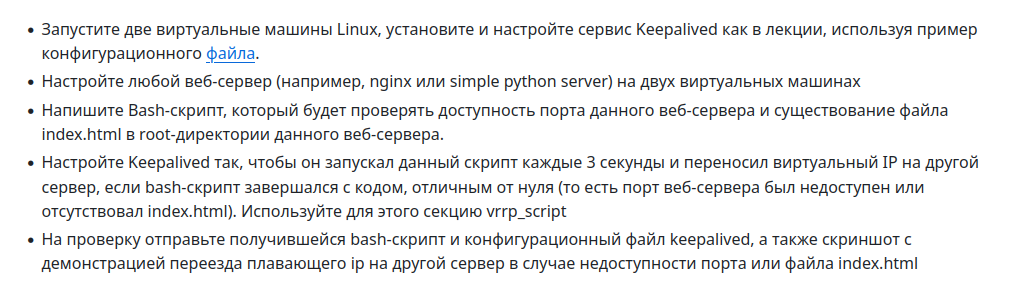 • Запустите две виртуальные машины Linux, установите и настройте сервис Keepalived как в лекции, используя пример
конфигурационного файла.
• Настройте любой веб-сервер (например, nginx или simple python server) на двух виртуальных машинах
• Напишите Bash-скрипт, который будет проверять доступность порта данного веб-сервера и существование файла
index.html в root-директории данного веб-сервера.
• Настройте Keepalived так, чтобы он запускал данный скрипт каждые 3 секунды и переносил виртуальный IP на другой
сервер, если bash-скрипт завершался с кодом, отличным от нуля (то есть порт веб-сервера был недоступен или
отсутствовал index.html). Используйте для этого секцию vrrp_script
• На проверку отправьте получившейся bash-скрипт и конфигурационный файл keepalived, а также скриншот с
демонстрацией переезда плавающего ip на другой сервер в случае недоступности порта или файла index.html